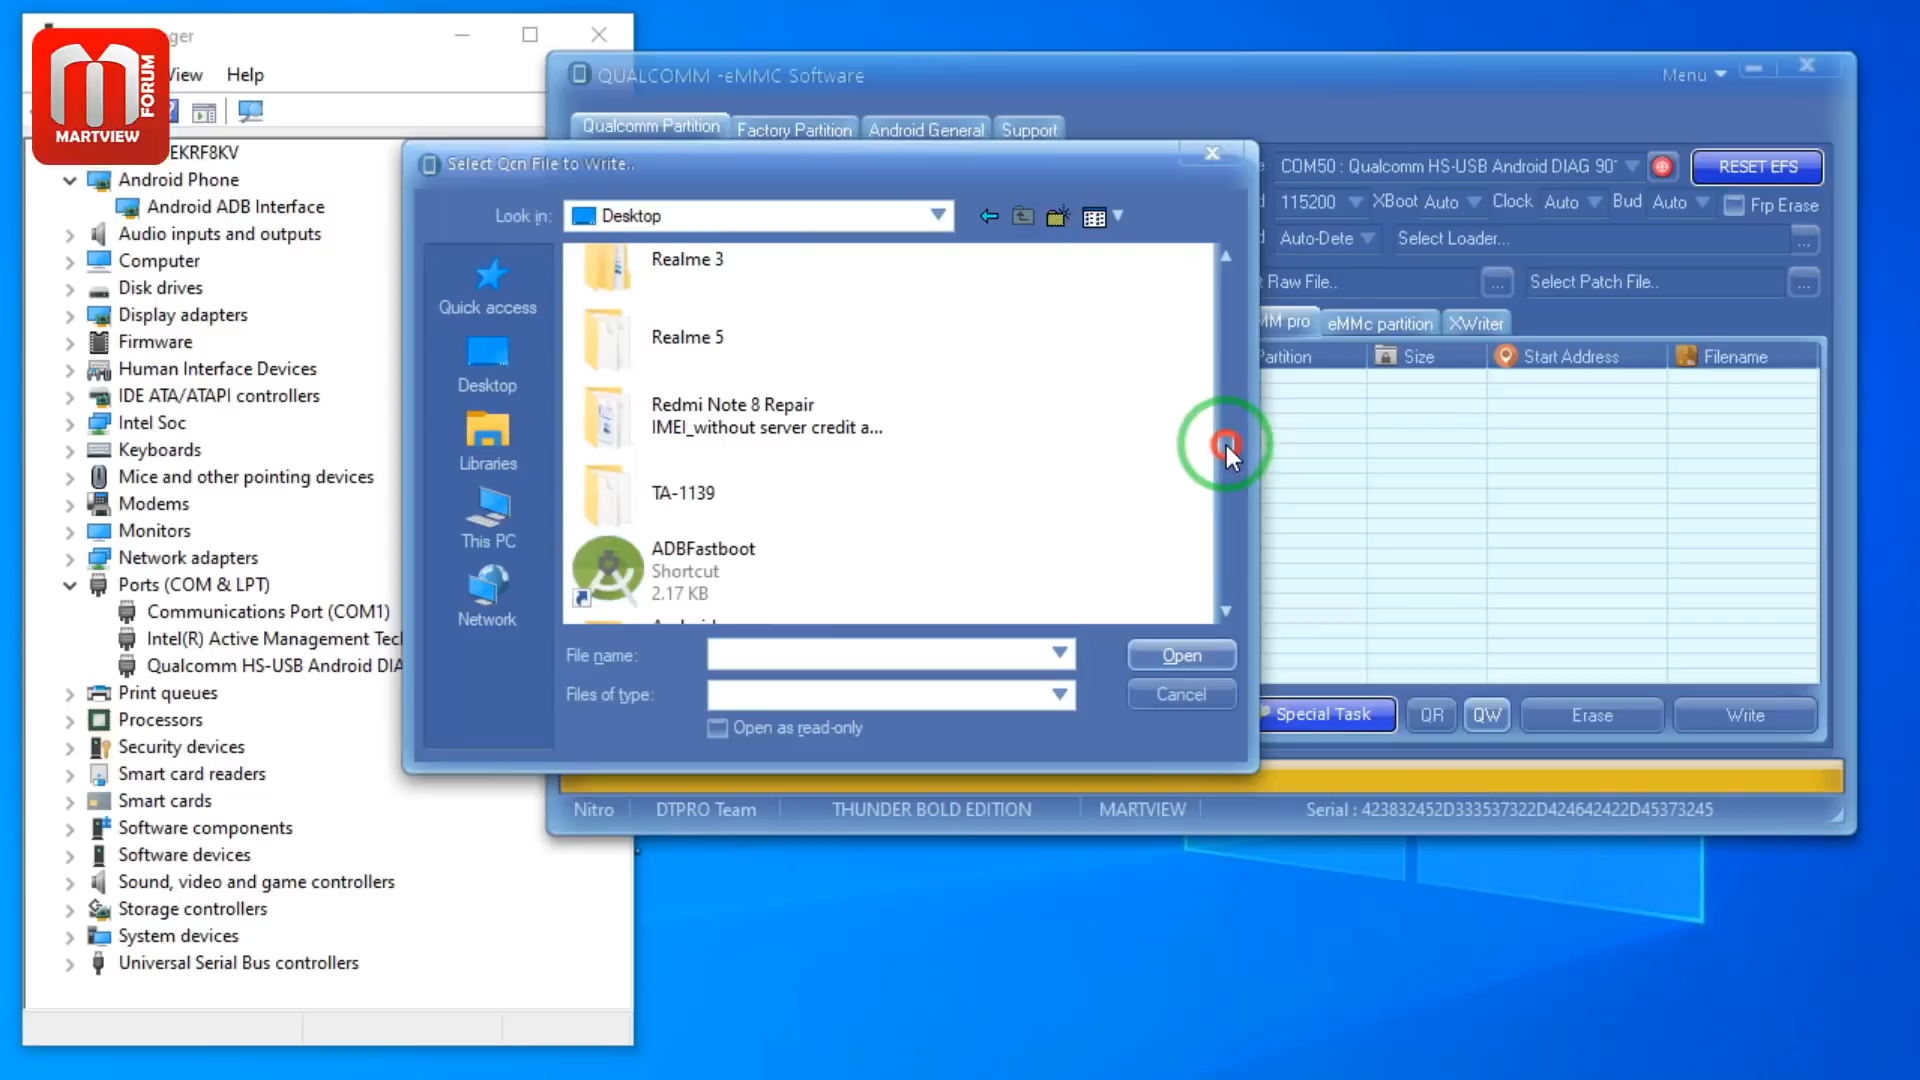 ger
View Help
MARTVIEW
FORUM
EKRF8KV
Android Phone
Android ADB Interface
Audio inputs and outputs
Computer
Disk drives
Display adapters
Firmware
Human Interface Devices
IDE ATA/ATAPI controllers
Intel Soc
Keyboards
Mice and other pointing devices
Modems
Monitors
Network adapters
Ports (COM & LPT)
Communications Port (COM1)
Intel(R) Active Management Tec
Qualcomm HS-USB Android DIA
Print queues
Processors
Security devices
Smart card readers
Smart cards
Software components
Software devices
Sound, video and game controllers
Storage controllers
System devices
Universal Serial Bus controllers
QUALCOMM -eMMC Software
Menu
Qualcomm Partition Factory Partition Android General Support
COM50 : Qualcomm HS-USB Android DIAG 90 RESET EFS
115200 XBoot Auto Clock Auto Bud Auto Frp Erase
Auto-Dete Select Loader...
Raw File.. ... Select Patch File.. ...
MM pro eMMc partition XWriter
Partition Size Start Address Filename
Special Task QR QW Erase Write
Nitro DTPRO Team THUNDER BOLD EDITION MARTVIEW Serial : 423832452D333537322D424642422D45373245
Select Qcn File to Write..
Look in: Desktop
Quick access
Desktop
Libraries
This PC
Network
Realme 3
Realme 5
Redmi Note 8 Repair
IMEI_without server credit a...
TA-1139
ADBFastboot
Shortcut
2.17 KB
File name: Open
Files of type: Cancel
Open as read-only